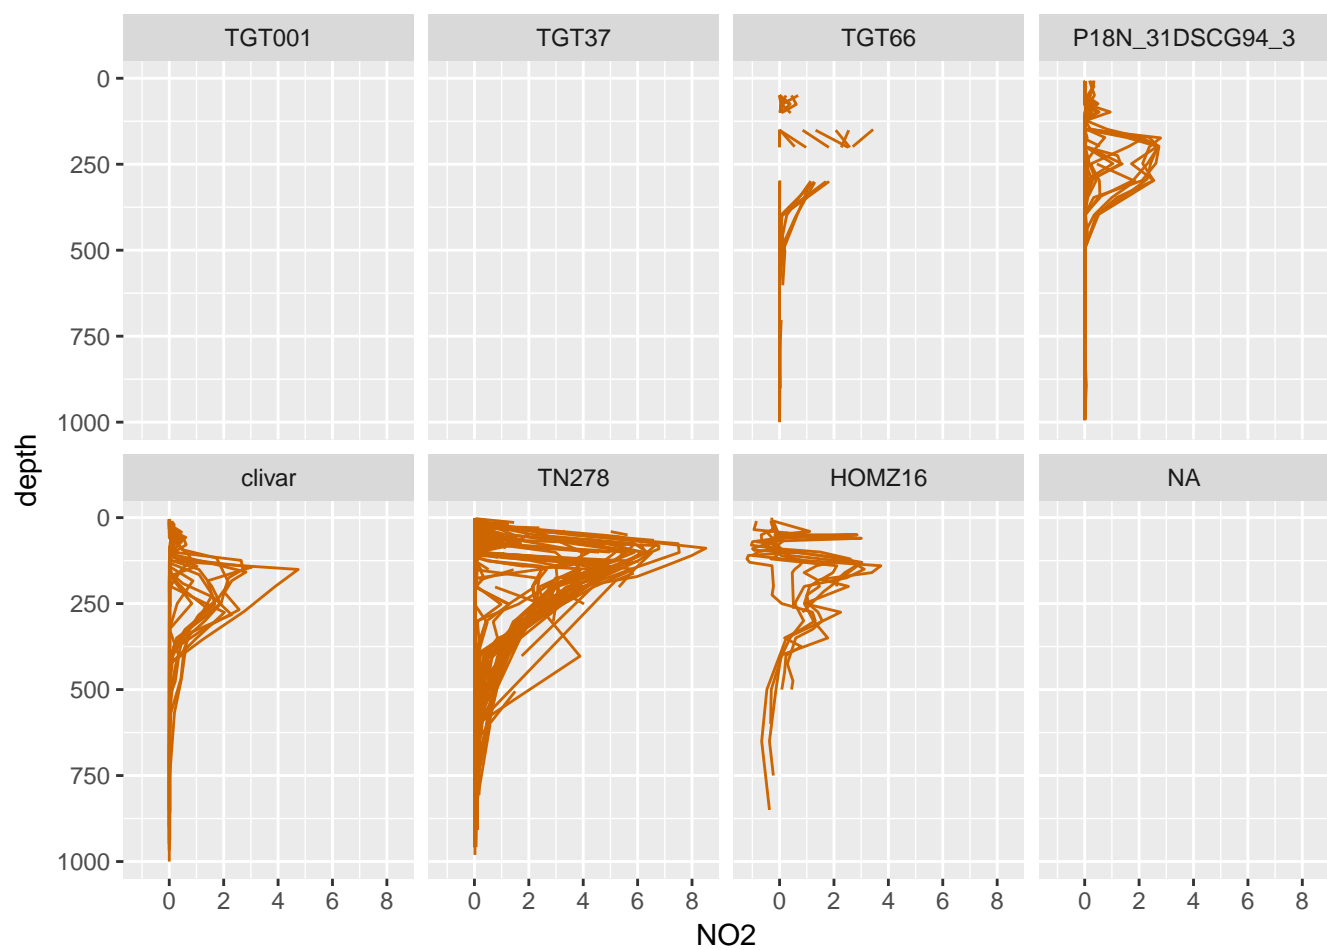 TGT001 TGT37 TGT66 P18N_31DSCG94_3
0
250
500
750
1000
clivar TN278 HOMZ16 NA
0
250
500
750
1000
0 2 4 6 8 0 2 4 6 8 0 2 4 6 8 0 2 4 6 8
depth
NO2